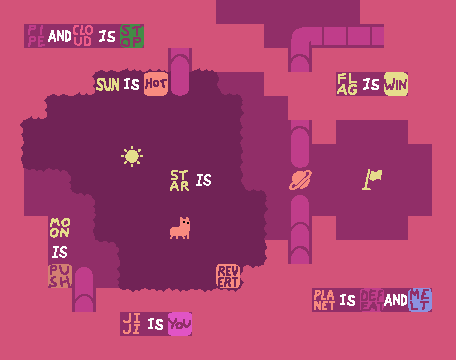 PIPE AND CLOUD IS STOP
SUN IS HOT
FLAG IS WIN
STAR IS
MOON
IS
PUSH
REVERT
PLANET IS DEFEAT AND MELT
JIJI IS YOU